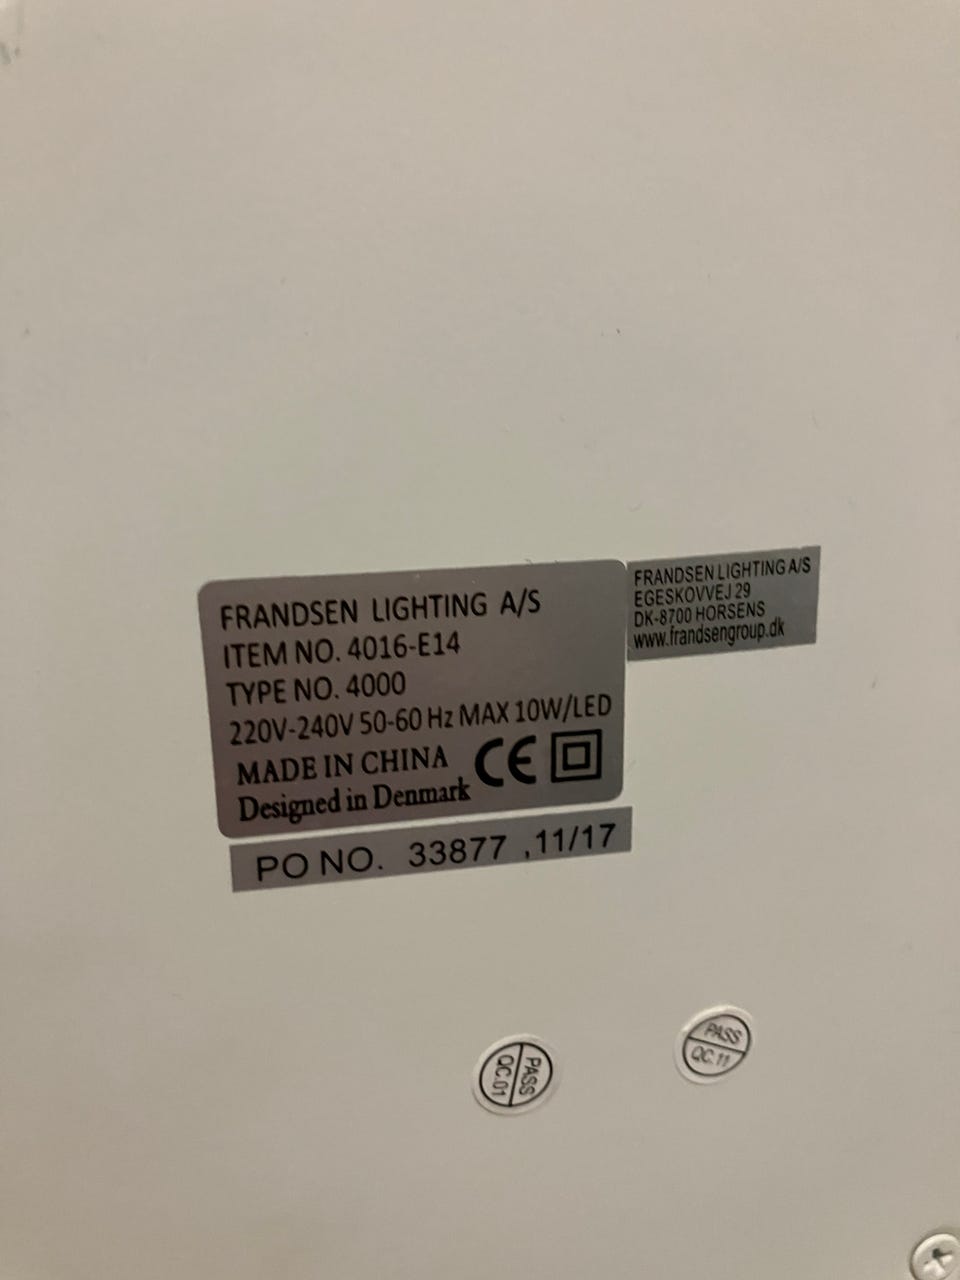 FRANDSEN LIGHTING A/S
ITEM NO. 4016-E14
TYPE NO. 4000
220V-240V 50-60 Hz MAX 10W/LED
MADE IN CHINA CE
Designed in Denmark
FRANDSEN LIGHTING A/S
EGESKOVVEJ 29
DK-8700 HORSENS
www.frandsengroup.dk
PO NO. 33877 ,11/17
PASS
QC.01
PASS
QC.11